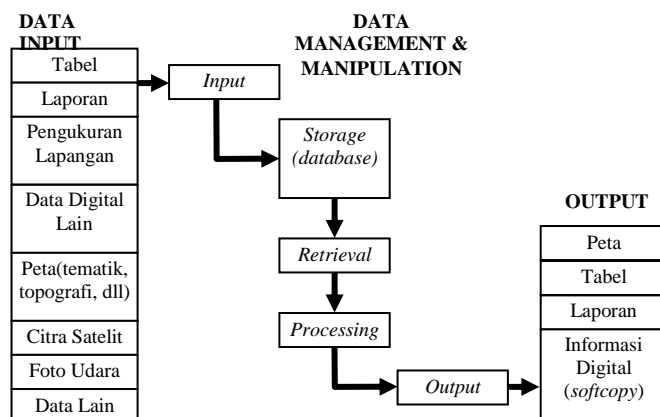 DATA
INPUT
Tabel
Laporan
Pengukuran
Lapangan
Data Digital
Lain
Peta(tematik,
topografi, dll)
Citra Satelit
Foto Udara
Data Lain
DATA
MANAGEMENT &
MANIPULATION
Input
Storage
(database)
Retrieval
Processing
Output
OUTPUT
Peta
Tabel
Laporan
Informasi
Digital
(softcopy)